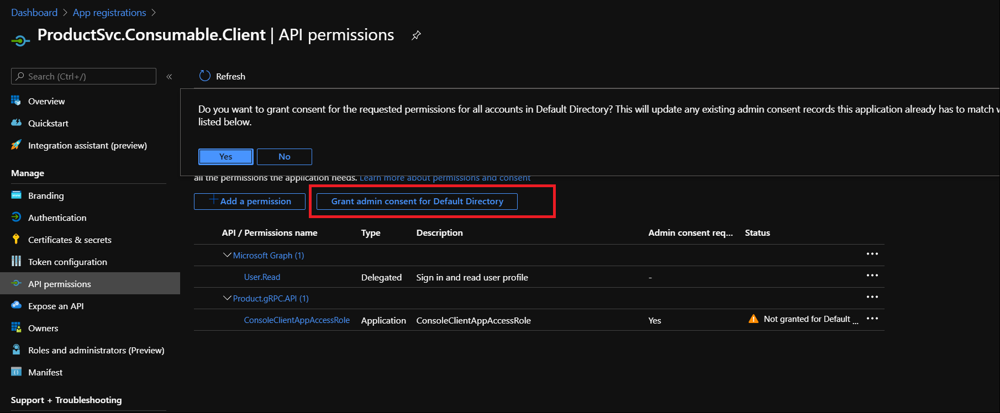 Dashboard > App registrations >
ProductSvc.Consumable.Client | API permissions
Search (Ctrl+/)
«
Overview
Quickstart
Integration assistant (preview)
Manage
Branding
Authentication
Certificates & secrets
Token configuration
API permissions
Expose an API
Owners
Roles and administrators (Preview)
Manifest
Support + Troubleshooting
Refresh
Do you want to grant consent for the requested permissions for all accounts in Default Directory? This will update any existing admin consent records this application already has to match
listed below.
Yes No
all the permissions the application needs. Learn more about permissions and consent
+ Add a permission Grant admin consent for Default Directory
API / Permissions name Type Description Admin consent req... Status
Microsoft Graph (1) ...
User.Read Delegated Sign in and read user profile - ...
Product.gRPC.API (1) ...
ConsoleClientAppAccessRole Application ConsoleClientAppAccessRole Yes Not granted for Default ... ...